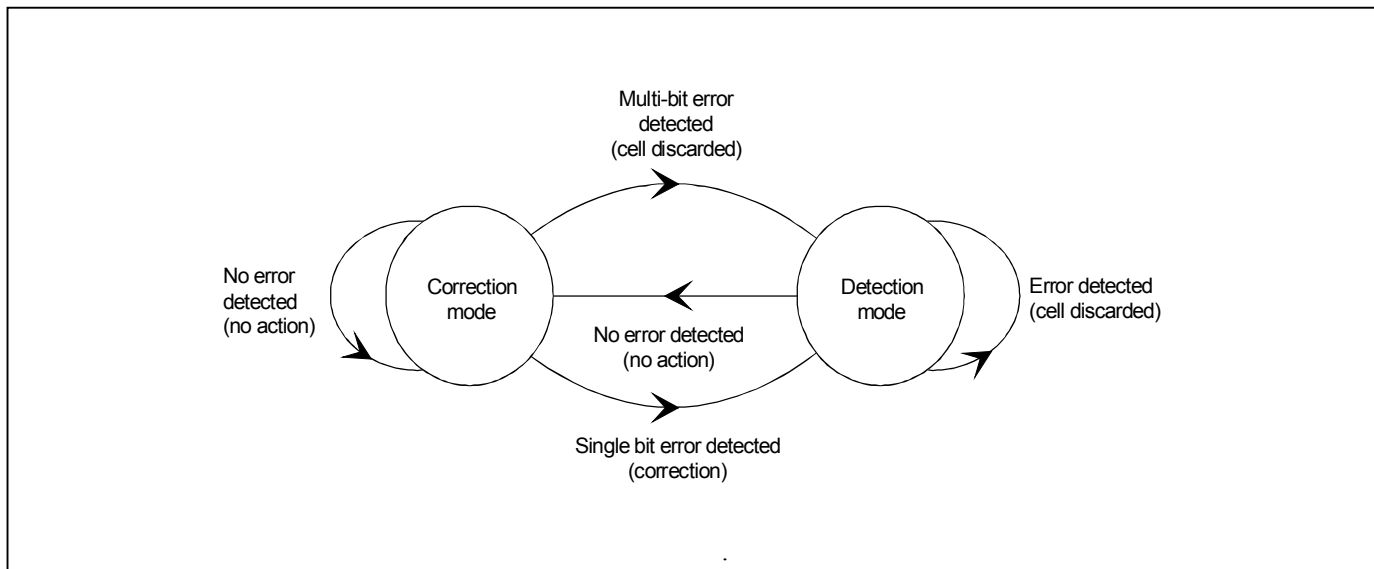 Multi-bit error
detected
(cell discarded)
No error
detected
(no action)
Correction
mode
Detection
mode
Error detected
(cell discarded)
No error detected
(no action)
Single bit error detected
(correction)
.